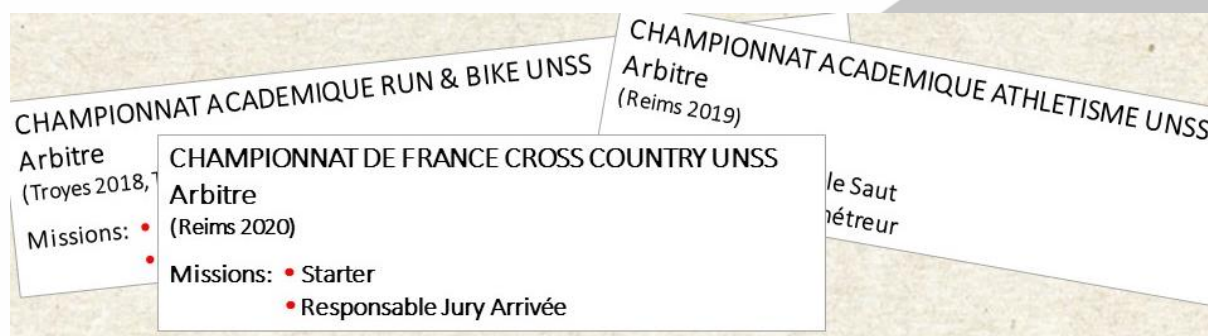 CHAMPIONNAT ACADEMIQUE RUN & BIKE UNSS
Arbitre
(Troyes 2018,
Missions: •
•
CHAMPIONNAT DE FRANCE CROSS COUNTRY UNSS
Arbitre
(Reims 2020)
Missions: • Starter
• Responsable Jury Arrivée
CHAMPIONNAT ACADEMIQUE ATHLETISME UNSS
Arbitre
(Reims 2019)
le Saut